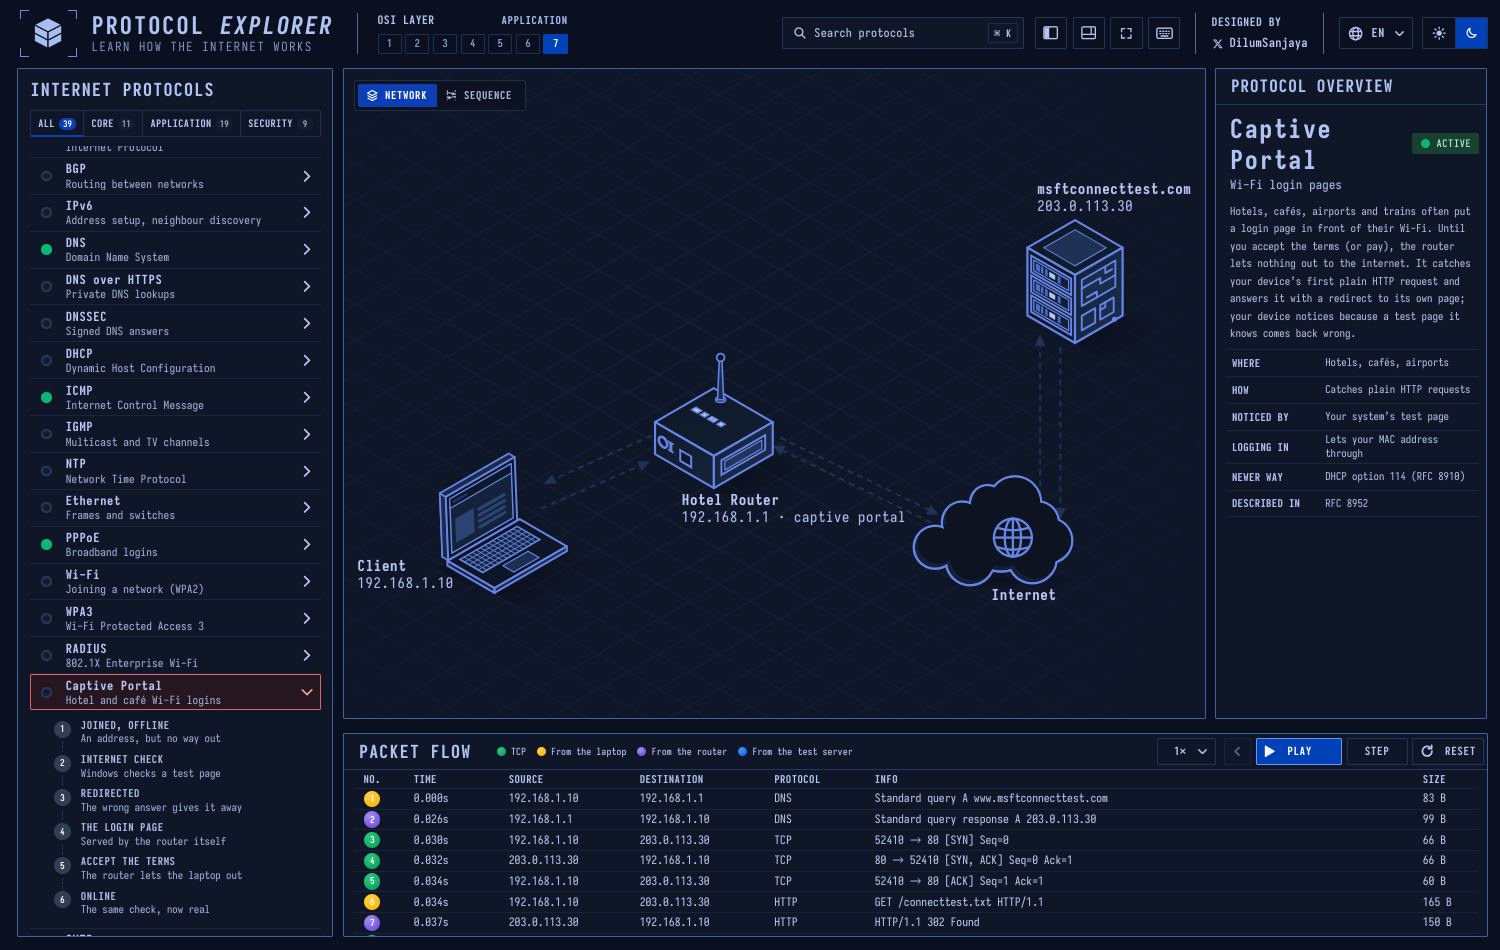 PROTOCOL EXPLORER
LEARN HOW THE INTERNET WORKS
OSI LAYER APPLICATION
1 2 3 4 5 6 7
Search protocols ⌘ K
DESIGNED BY
DilumSanjaya
EN
INTERNET PROTOCOLS
ALL 39 CORE 11 APPLICATION 19 SECURITY 9
Internet Protocol
BGP
Routing between networks
IPv6
Address setup, neighbour discovery
DNS
Domain Name System
DNS over HTTPS
Private DNS lookups
DNSSEC
Signed DNS answers
DHCP
Dynamic Host Configuration
ICMP
Internet Control Message
IGMP
Multicast and TV channels
NTP
Network Time Protocol
Ethernet
Frames and switches
PPPoE
Broadband logins
Wi-Fi
Joining a network (WPA2)
WPA3
Wi-Fi Protected Access 3
RADIUS
802.1X Enterprise Wi-Fi
Captive Portal
Hotel and café Wi-Fi logins
1 JOINED, OFFLINE
An address, but no way out
2 INTERNET CHECK
Windows checks a test page
3 REDIRECTED
The wrong answer gives it away
4 THE LOGIN PAGE
Served by the router itself
5 ACCEPT THE TERMS
The router lets the laptop out
6 ONLINE
The same check, now real
NETWORK SEQUENCE
msftconnecttest.com
203.0.113.30
Hotel Router
192.168.1.1 · captive portal
Client
192.168.1.10
Internet
PROTOCOL OVERVIEW
Captive
Portal
ACTIVE
Wi-Fi login pages
Hotels, cafés, airports and trains often put
a login page in front of their Wi-Fi. Until
you accept the terms (or pay), the router
lets nothing out to the internet. It catches
your device's first plain HTTP request and
answers it with a redirect to its own page;
your device notices because a test page it
knows comes back wrong.
WHERE Hotels, cafés, airports
HOW Catches plain HTTP requests
NOTICED BY Your system's test page
LOGGING IN Lets your MAC address
through
NEWER WAY DHCP option 114 (RFC 8910)
DESCRIBED IN RFC 8952
PACKET FLOW
TCP From the laptop From the router From the test server
1× PLAY STEP RESET
NO. TIME SOURCE DESTINATION PROTOCOL INFO SIZE
1 0.000s 192.168.1.10 192.168.1.1 DNS Standard query A www.msftconnecttest.com 83 B
2 0.026s 192.168.1.1 192.168.1.10 DNS Standard query response A 203.0.113.30 99 B
3 0.030s 192.168.1.10 203.0.113.30 TCP 52410 → 80 [SYN] Seq=0 66 B
4 0.032s 203.0.113.30 192.168.1.10 TCP 80 → 52410 [SYN, ACK] Seq=0 Ack=1 66 B
5 0.034s 192.168.1.10 203.0.113.30 TCP 52410 → 80 [ACK] Seq=1 Ack=1 60 B
6 0.034s 192.168.1.10 203.0.113.30 HTTP GET /connecttest.txt HTTP/1.1 165 B
7 0.037s 203.0.113.30 192.168.1.10 HTTP HTTP/1.1 302 Found 150 B